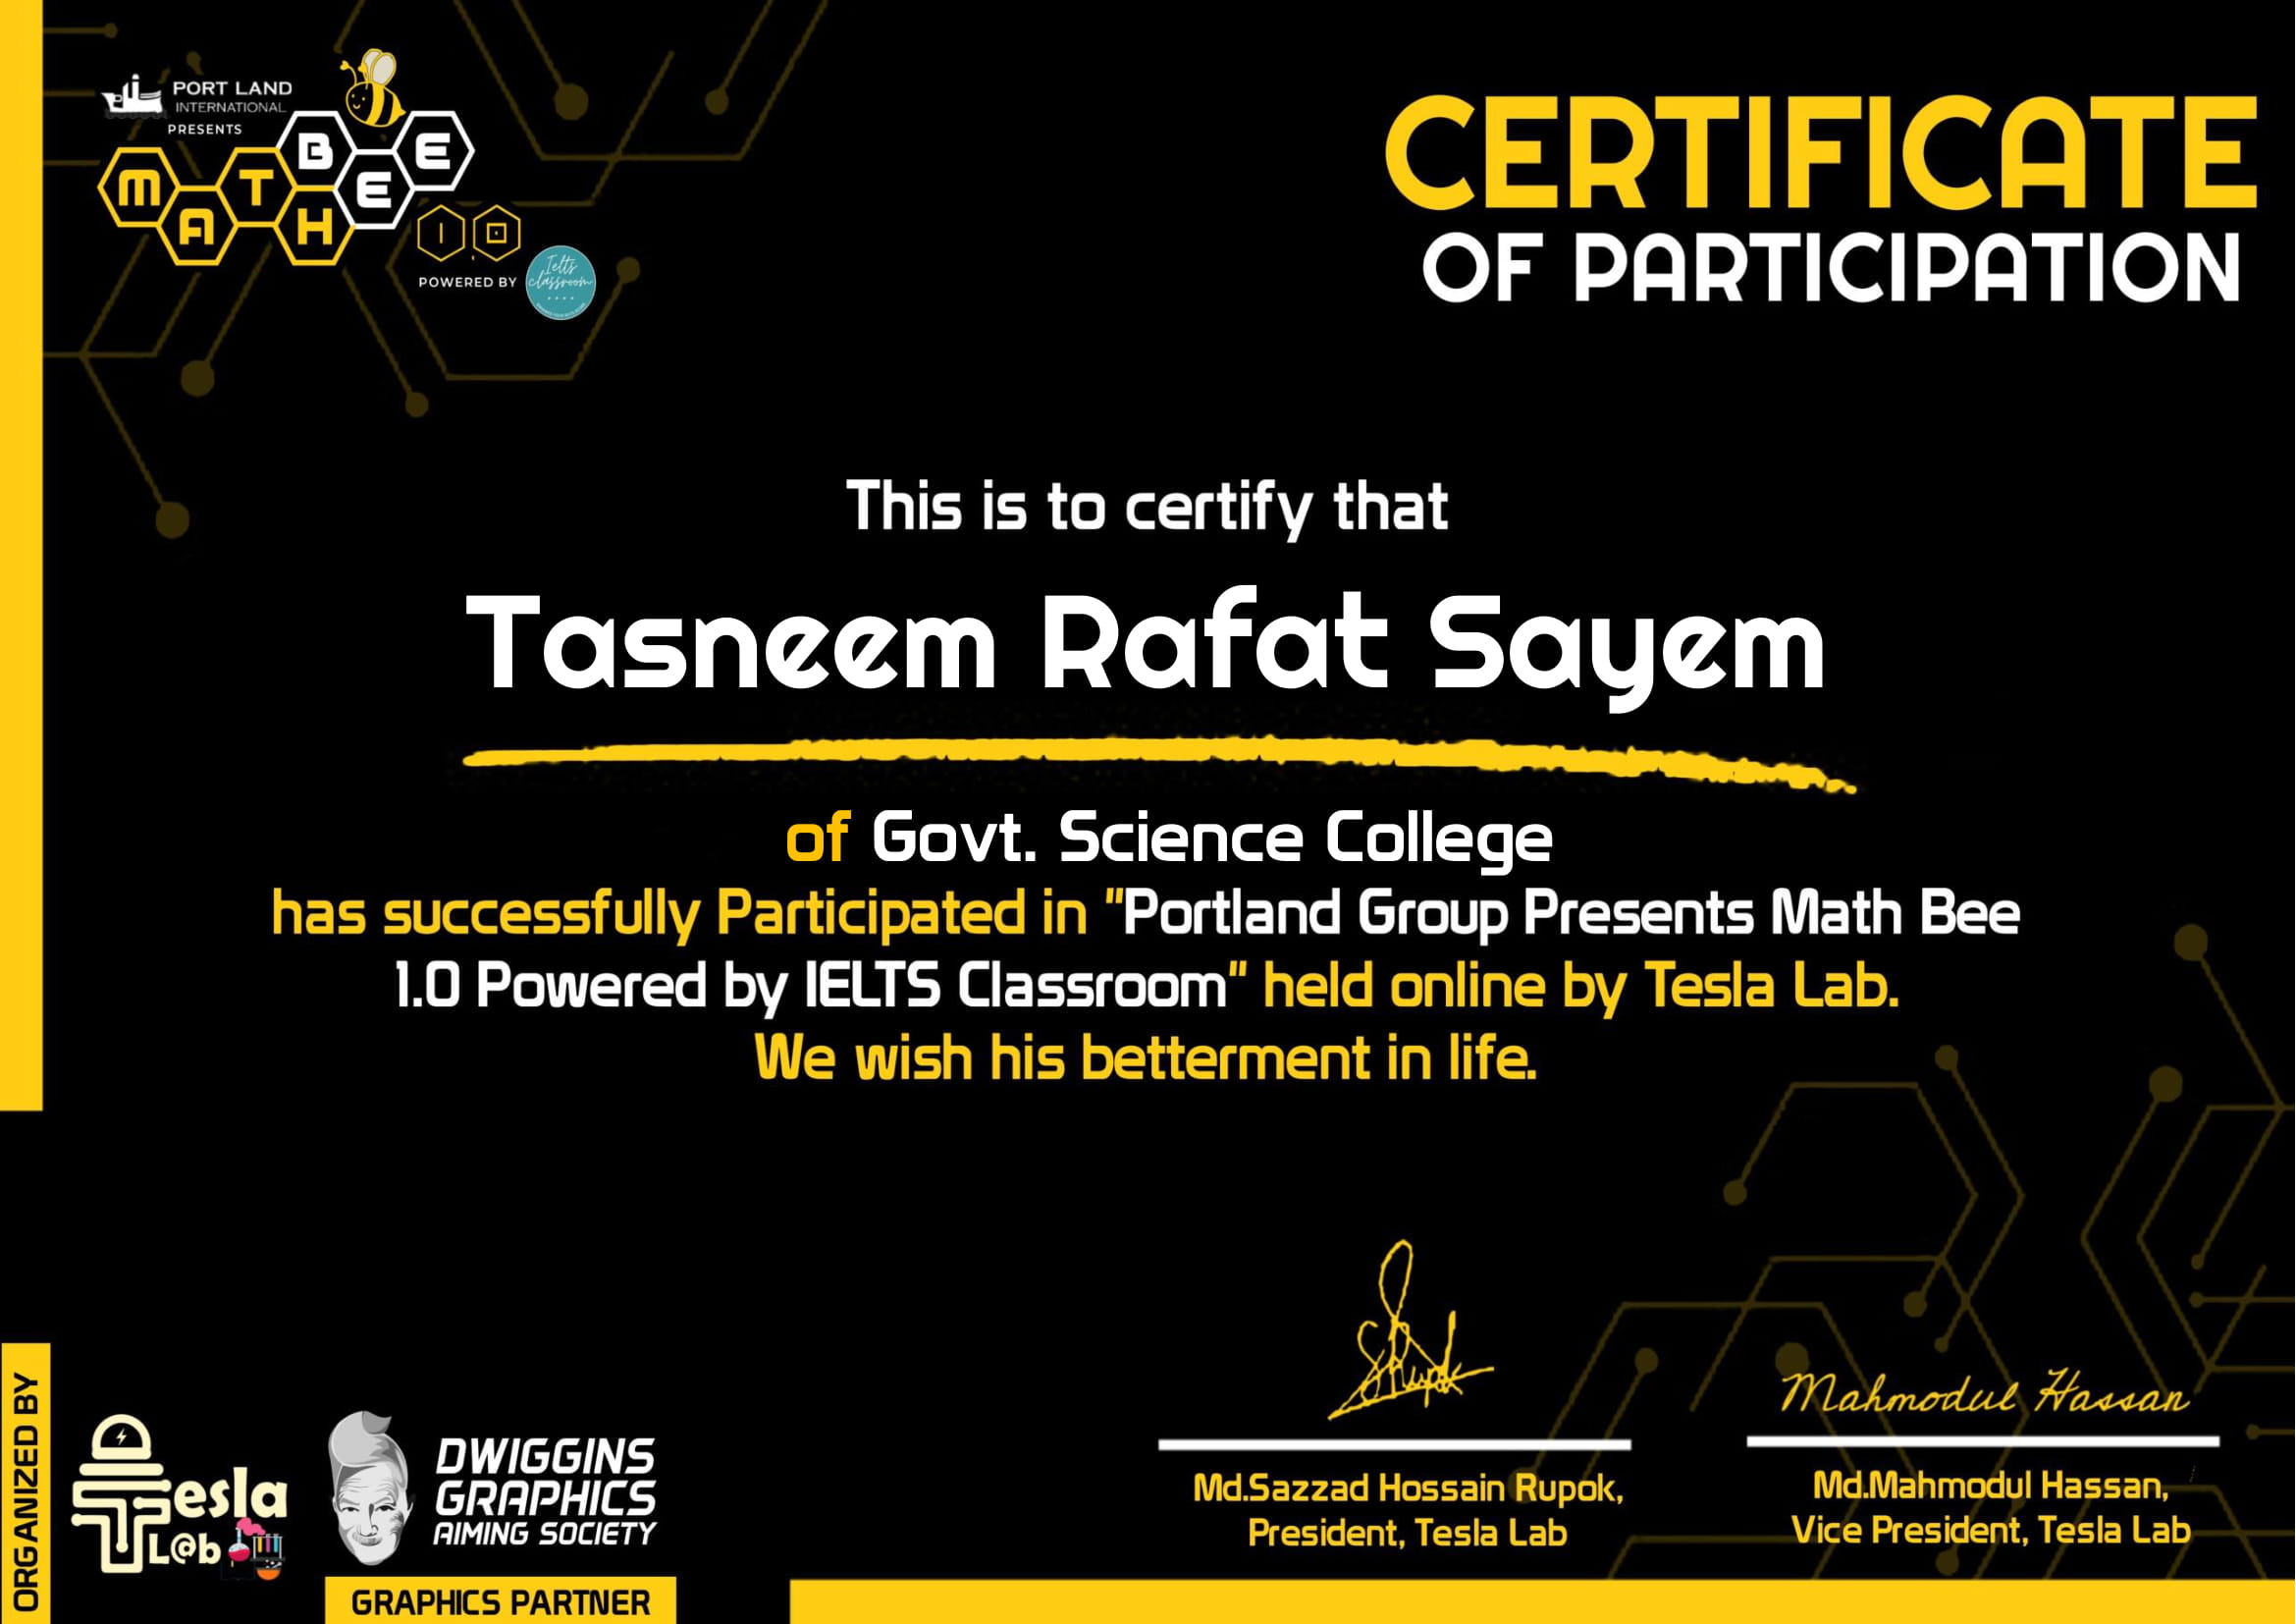 PORT LAND
INTERNATIONAL
PRESENTS
MATH BEE
1.0
POWERED BY
Ielts
classroom
CERTIFICATE
OF PARTICIPATION
This is to certify that
Tasneem Rafat Sayem
of Govt. Science College
has successfully Participated in "Portland Group Presents Math Bee
1.0 Powered by IELTS Classroom" held online by Tesla Lab.
We wish his betterment in life.
Mahmodul Hassan
Md.Sazzad Hossain Rupok,
President, Tesla Lab
Md.Mahmodul Hassan,
Vice President, Tesla Lab
ORGANIZED BY
Tesla
L@b
DWIGGINS
GRAPHICS
AIMING SOCIETY
GRAPHICS PARTNER